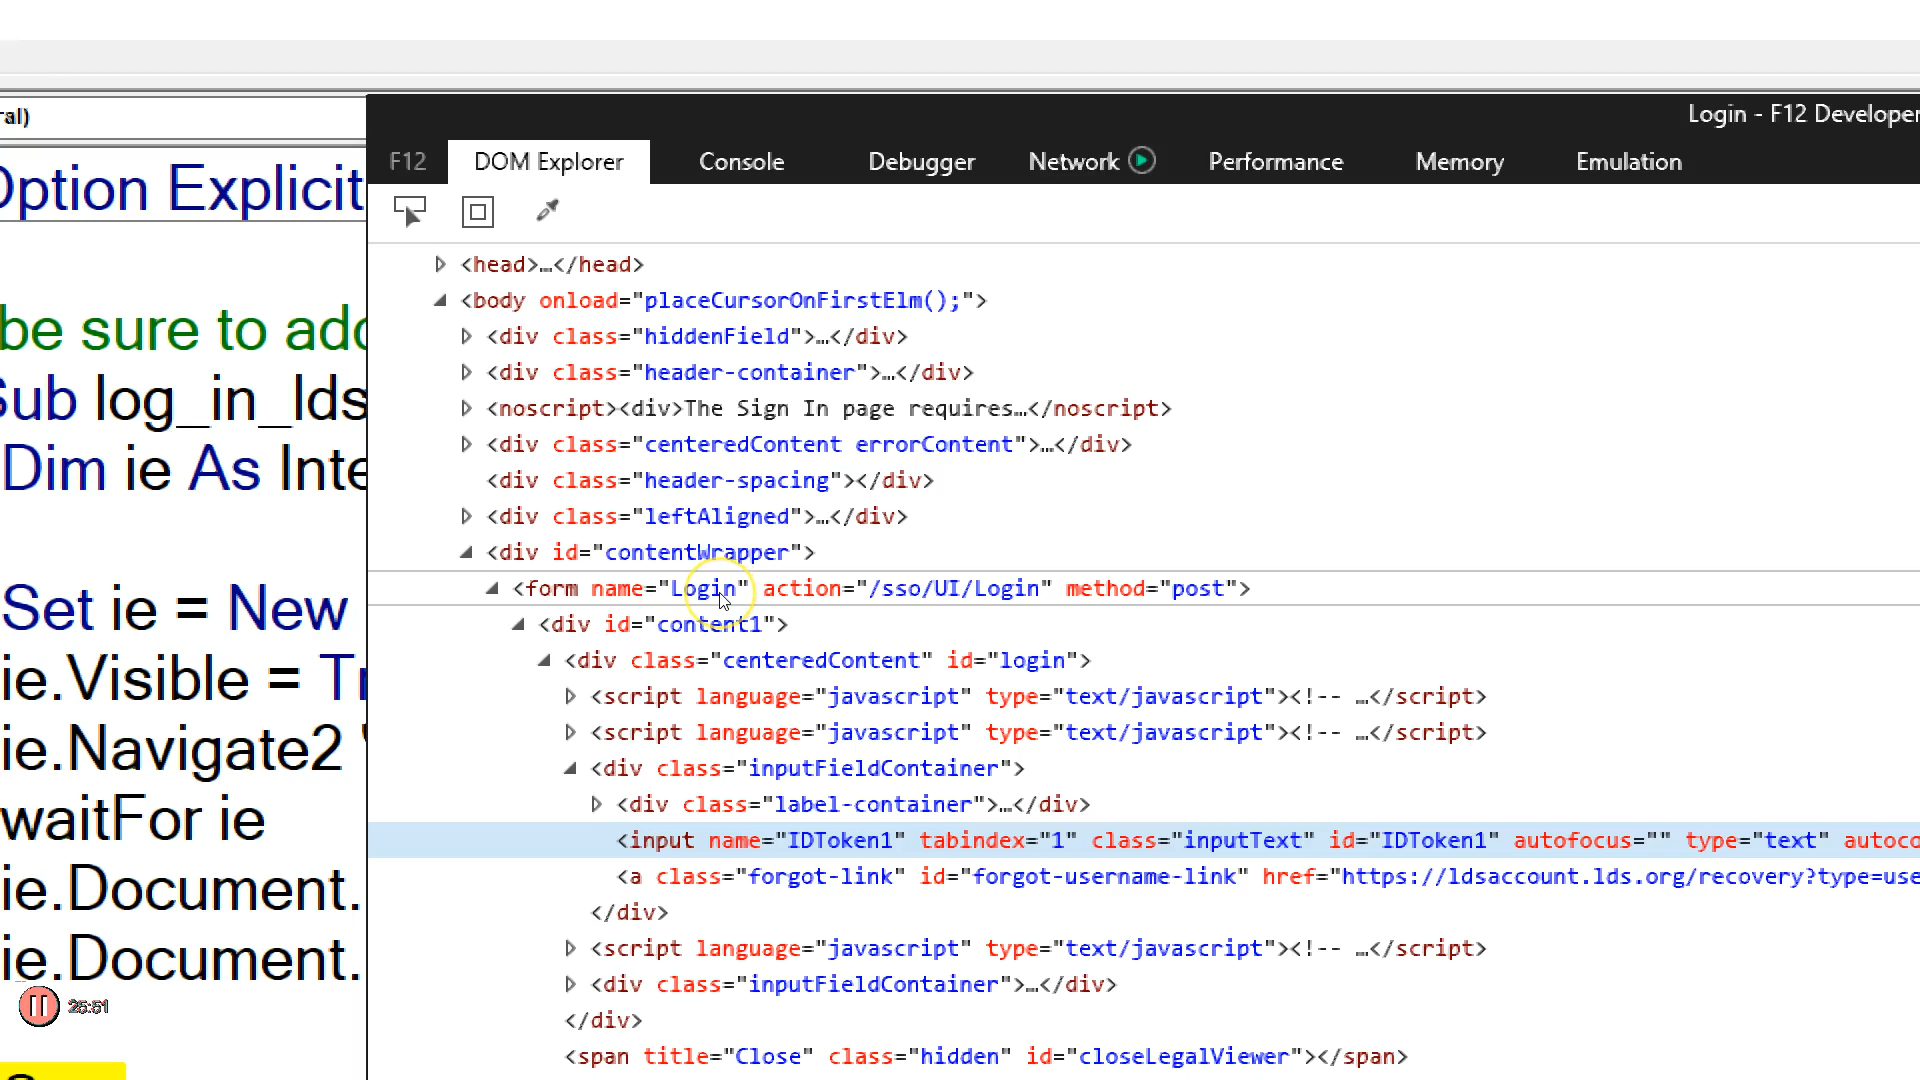 ral)
Option Explicit
be sure to add
Sub log_in_lds
Dim ie As Inte
Set ie = New
ie.Visible = Tr
ie.Navigate2 "
waitFor ie
ie.Document.
ie.Document.
25:51
Login - F12 Developer
F12 DOM Explorer Console Debugger Network Performance Memory Emulation
<head>…</head>
<body onload="placeCursorOnFirstElm();">
<div class="hiddenField">…</div>
<div class="header-container">…</div>
<noscript><div>The Sign In page requires…</noscript>
<div class="centeredContent errorContent">…</div>
<div class="header-spacing"></div>
<div class="leftAligned">…</div>
<div id="contentWrapper">
<form name="Login" action="/sso/UI/Login" method="post">
<div id="content1">
<div class="centeredContent" id="login">
<script language="javascript" type="text/javascript"><!-- …</script>
<script language="javascript" type="text/javascript"><!-- …</script>
<div class="inputFieldContainer">
<div class="label-container">…</div>
<input name="IDToken1" tabindex="1" class="inputText" id="IDToken1" autofocus="" type="text" autoco
<a class="forgot-link" id="forgot-username-link" href="https://ldsaccount.lds.org/recovery?type=use
</div>
<script language="javascript" type="text/javascript"><!-- …</script>
<div class="inputFieldContainer">…</div>
</div>
<span title="Close" class="hidden" id="closeLegalViewer"></span>